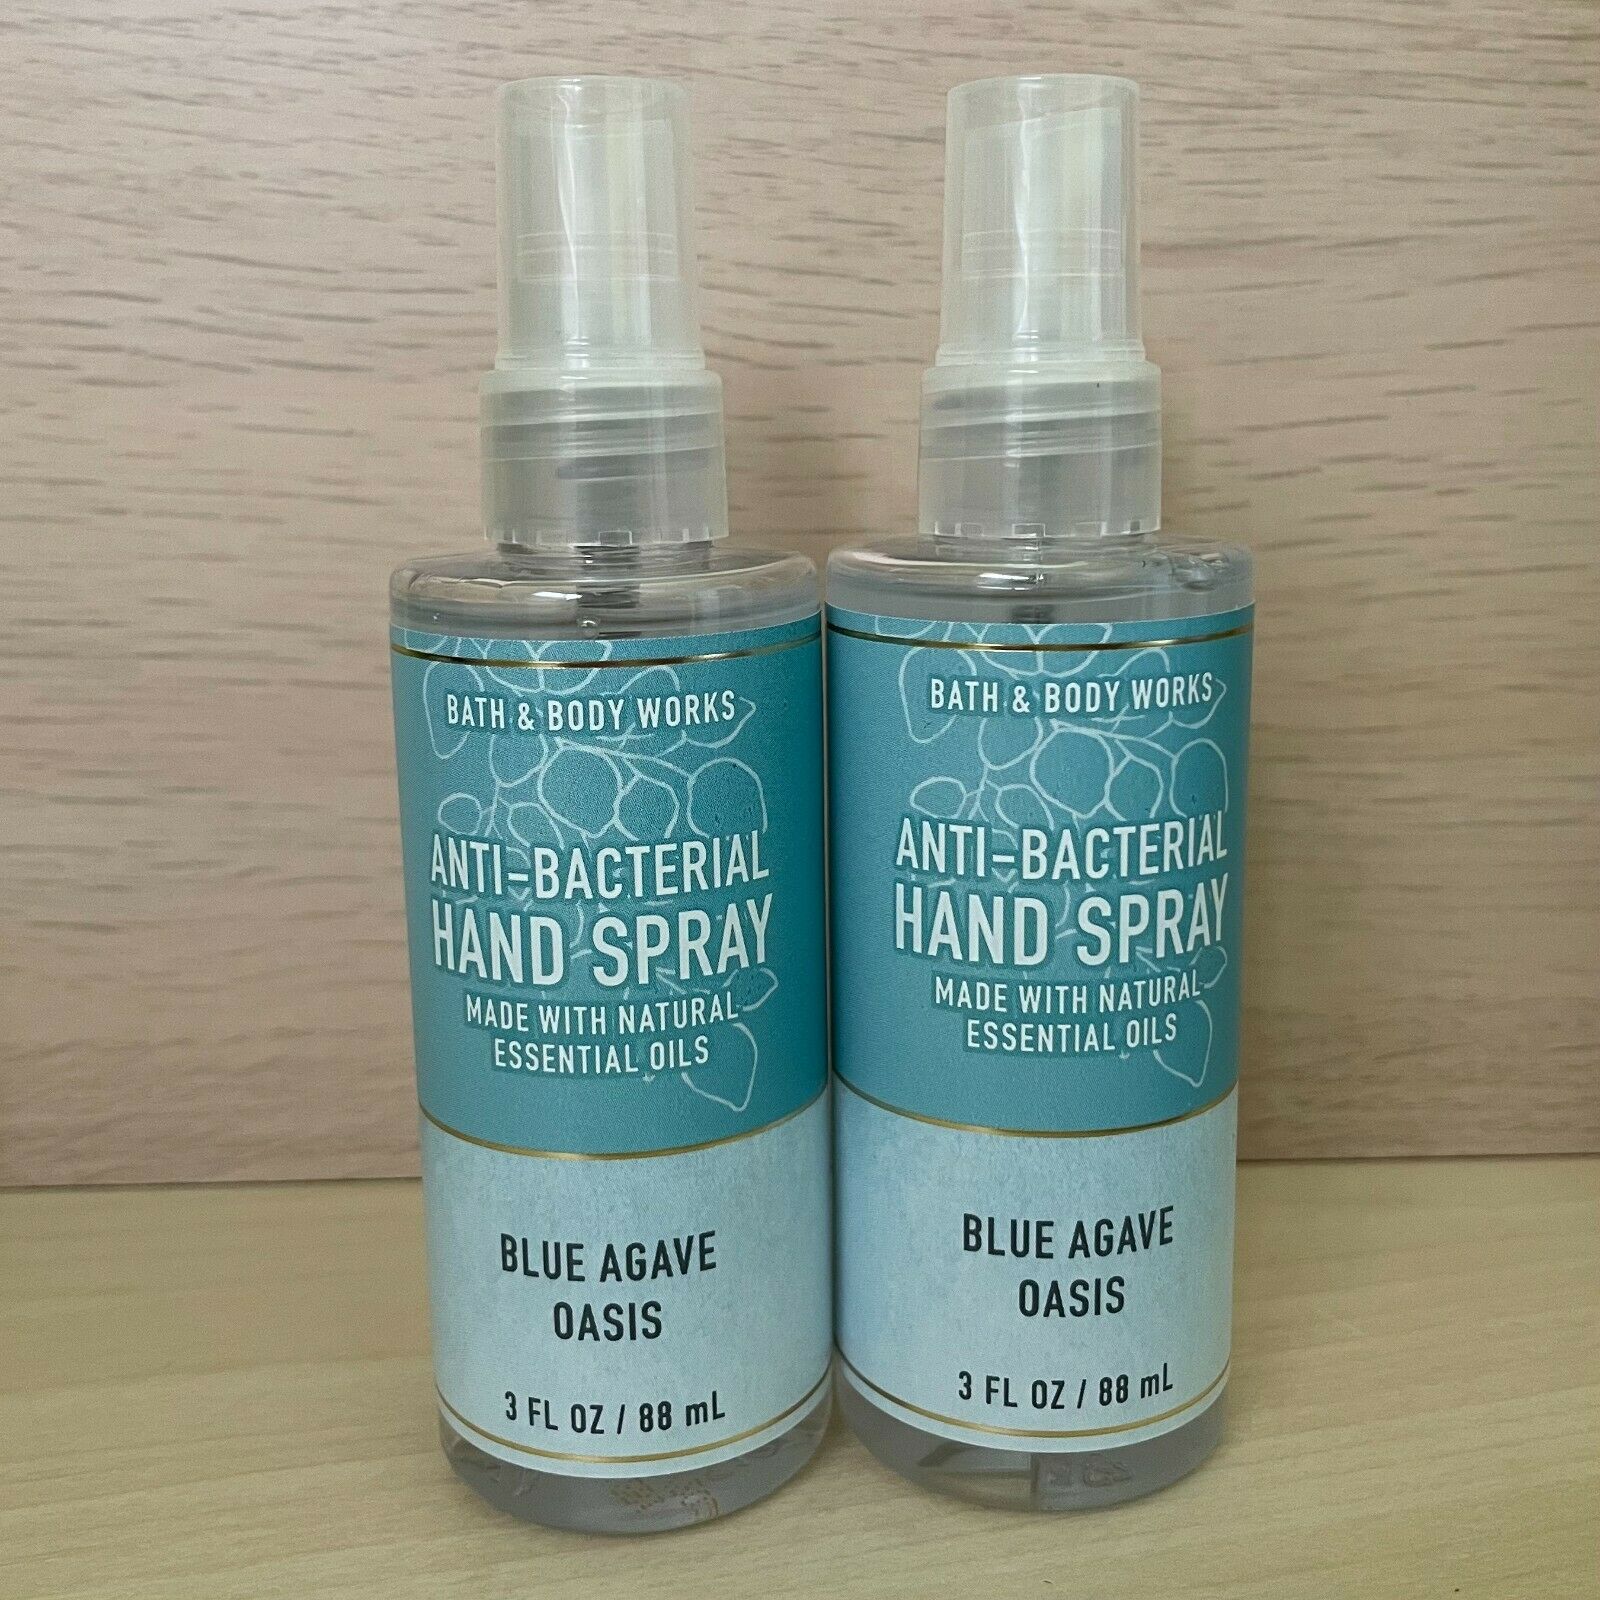 BATH & BODY WORKS
ANTI-BACTERIAL
HAND SPRAY
MADE WITH NATURAL
ESSENTIAL OILS
BLUE AGAVE
OASIS
3 FL OZ / 88 mL
BATH & BODY WORKS
ANTI-BACTERIAL
HAND SPRAY
MADE WITH NATURAL
ESSENTIAL OILS
BLUE AGAVE
OASIS
3 FL OZ / 88 mL